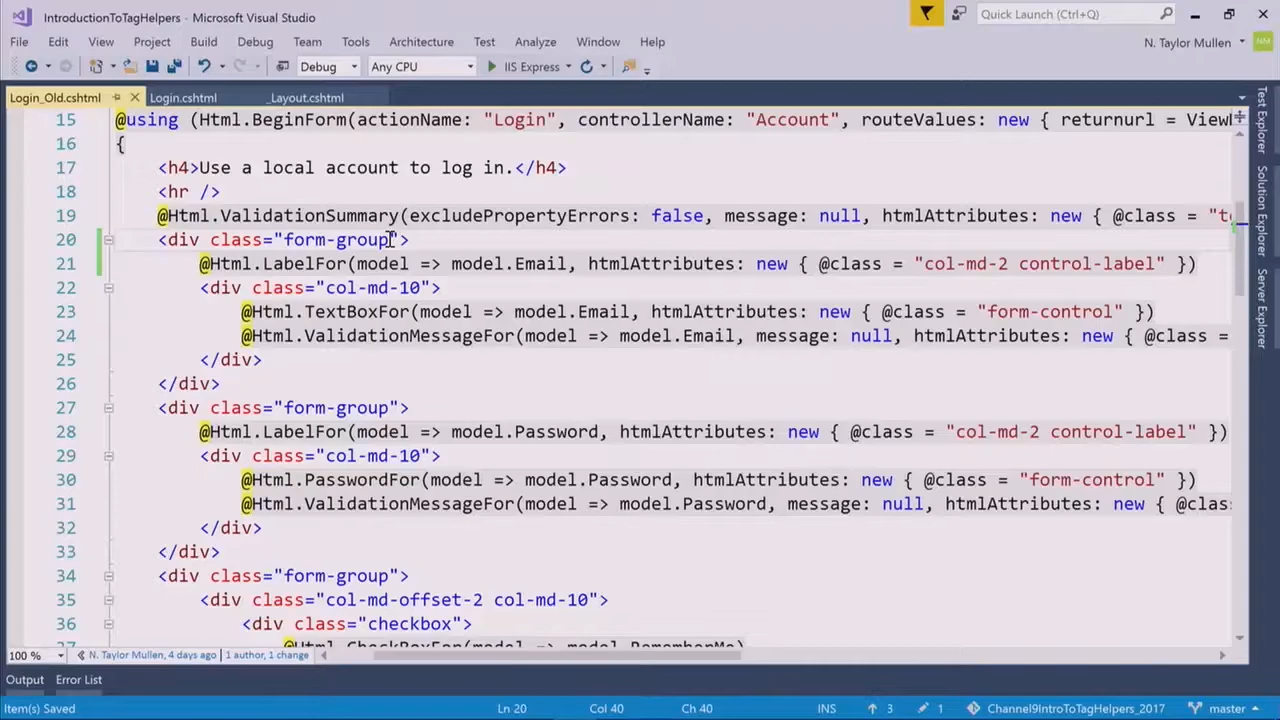 IntroductionToTagHelpers - Microsoft Visual Studio
Quick Launch (Ctrl+Q)
File Edit View Project Build Debug Team Tools Architecture Test Analyze Window Help
N. Taylor Mullen
NM
Debug Any CPU IIS Express
Login_Old.cshtml Login.cshtml _Layout.cshtml
15 @using (Html.BeginForm(actionName: "Login", controllerName: "Account", routeValues: new { returnurl = View
16 {
17 <h4>Use a local account to log in.</h4>
18 <hr />
19 @Html.ValidationSummary(excludePropertyErrors: false, message: null, htmlAttributes: new { @class = "t
20 <div class="form-group">
21 @Html.LabelFor(model => model.Email, htmlAttributes: new { @class = "col-md-2 control-label" })
22 <div class="col-md-10">
23 @Html.TextBoxFor(model => model.Email, htmlAttributes: new { @class = "form-control" })
24 @Html.ValidationMessageFor(model => model.Email, message: null, htmlAttributes: new { @class =
25 </div>
26 </div>
27 <div class="form-group">
28 @Html.LabelFor(model => model.Password, htmlAttributes: new { @class = "col-md-2 control-label" })
29 <div class="col-md-10">
30 @Html.PasswordFor(model => model.Password, htmlAttributes: new { @class = "form-control" })
31 @Html.ValidationMessageFor(model => model.Password, message: null, htmlAttributes: new { @clas
32 </div>
33 </div>
34 <div class="form-group">
35 <div class="col-md-offset-2 col-md-10">
36 <div class="checkbox">
37 @Html.CheckBoxFor(model => model.RememberMe)
Test Explorer
Solution Explorer
Server Explorer
100 % N. Taylor Mullen, 4 days ago 1 author, 1 change
Output Error List
Item(s) Saved Ln 20 Col 40 Ch 40 INS 3 1 Channel9IntroToTagHelpers_2017 master